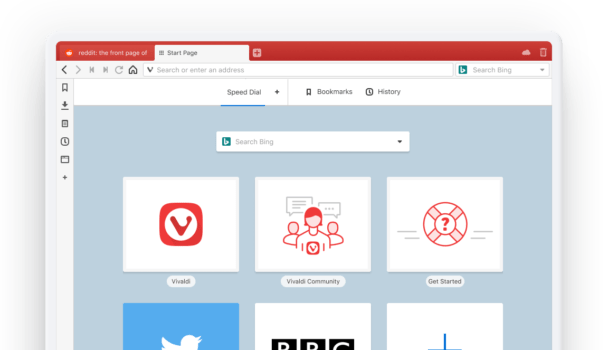 reddit: the front page of
Start Page
Search or enter an address
Search Bing
Speed Dial
Bookmarks
History
Search Bing
?
Vivaldi
Vivaldi Community
Get Started
BBC